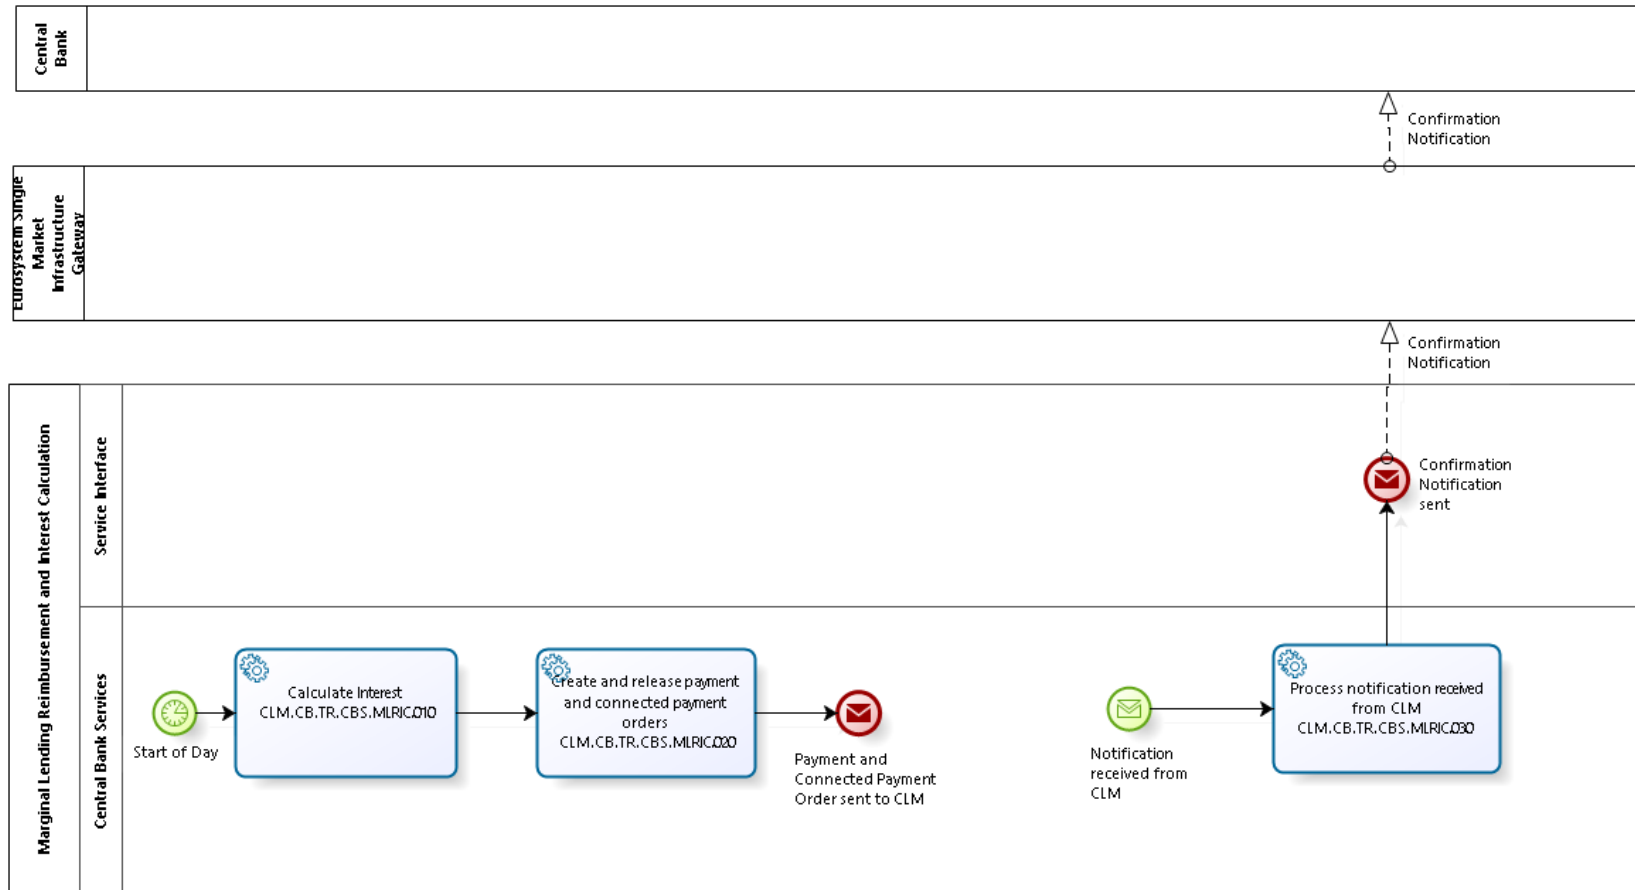 Central
Bank
Confirmation
Notification
Eurosystem Single
Market
Infrastructure
Gateway
Confirmation
Notification
Marginal Lending Reimbursement and Interest Calculation
Service Interface
Confirmation
Notification
sent
Central Bank Services
Start of Day
Calculate Interest
CLM.CB.TR.CBS.MLRIC.010
Create and release payment
and connected payment
orders
CLM.CB.TR.CBS.MLRIC.020
Payment and
Connected Payment
Order sent to CLM
Notification
received from
CLM
Process notification received
from CLM
CLM.CB.TR.CBS.MLRIC.030